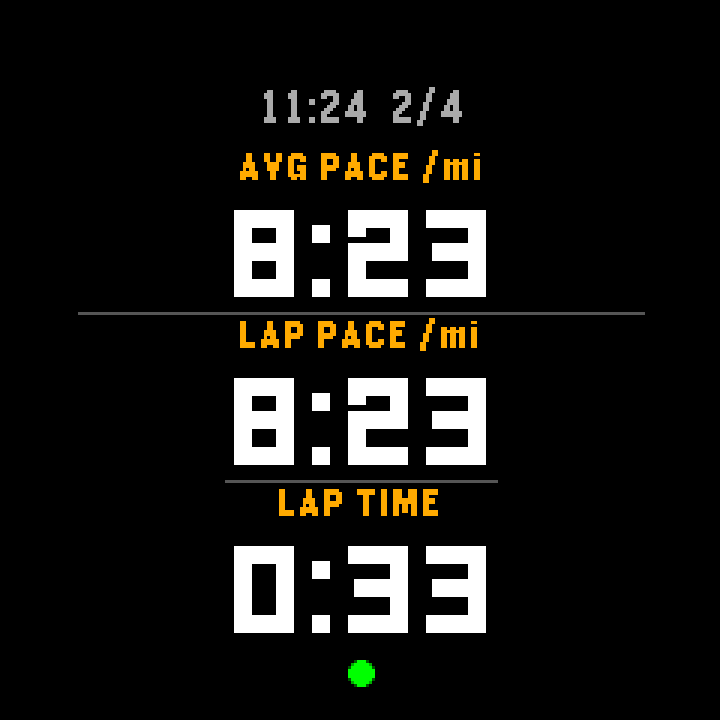 11:24 2/4
AVG PACE /mi
8:23
LAP PACE /mi
8:23
LAP TIME
0:33